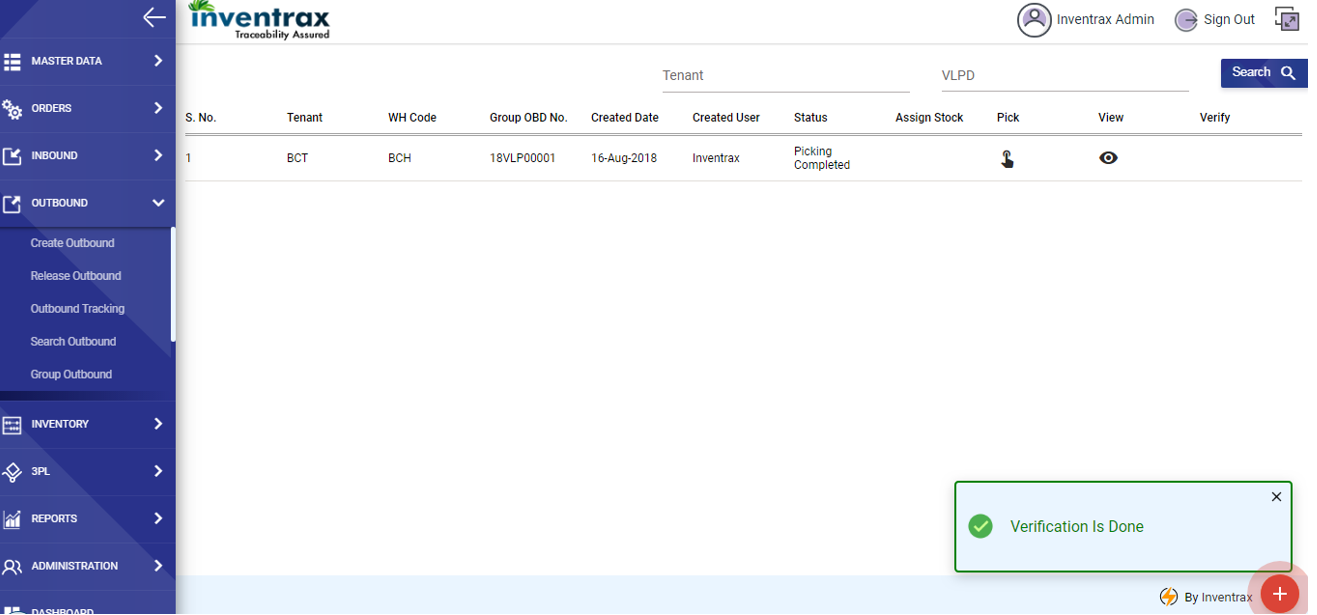 inventrax
Traceability Assured
Inventrax Admin
Sign Out
MASTER DATA
ORDERS
INBOUND
OUTBOUND
Create Outbound
Release Outbound
Outbound Tracking
Search Outbound
Group Outbound
INVENTORY
3PL
REPORTS
ADMINISTRATION
DASHBOARD
Tenant VLPD Search
S. No. Tenant WH Code Group OBD No. Created Date Created User Status Assign Stock Pick View Verify
1 BCT BCH 18VLP00001 16-Aug-2018 Inventrax Picking
Completed
Verification Is Done
By Inventrax